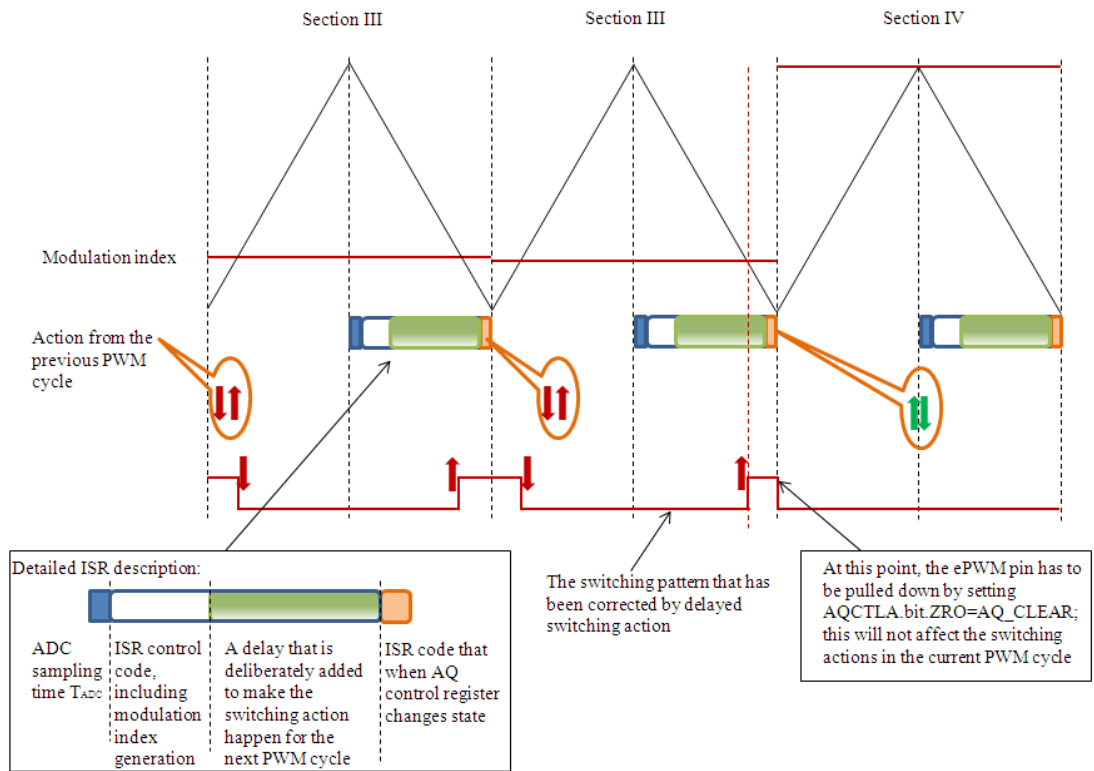 Section III
Section III
Section IV
Modulation index
Action from the
previous PWM
cycle
Detailed ISR description:
ADC
sampling
time TADC
ISR control
code,
including
modulation
index
generation
A delay that is
deliberately added
to make the
switching action
happen for the
next PWM cycle
ISR code that
when AQ
control register
changes state
The switching pattern that has
been corrected by delayed
switching action
At this point, the ePWM pin has to
be pulled down by setting
AQCTLA.bit.ZRO=AQ_CLEAR;
this will not affect the switching
actions in the current PWM cycle